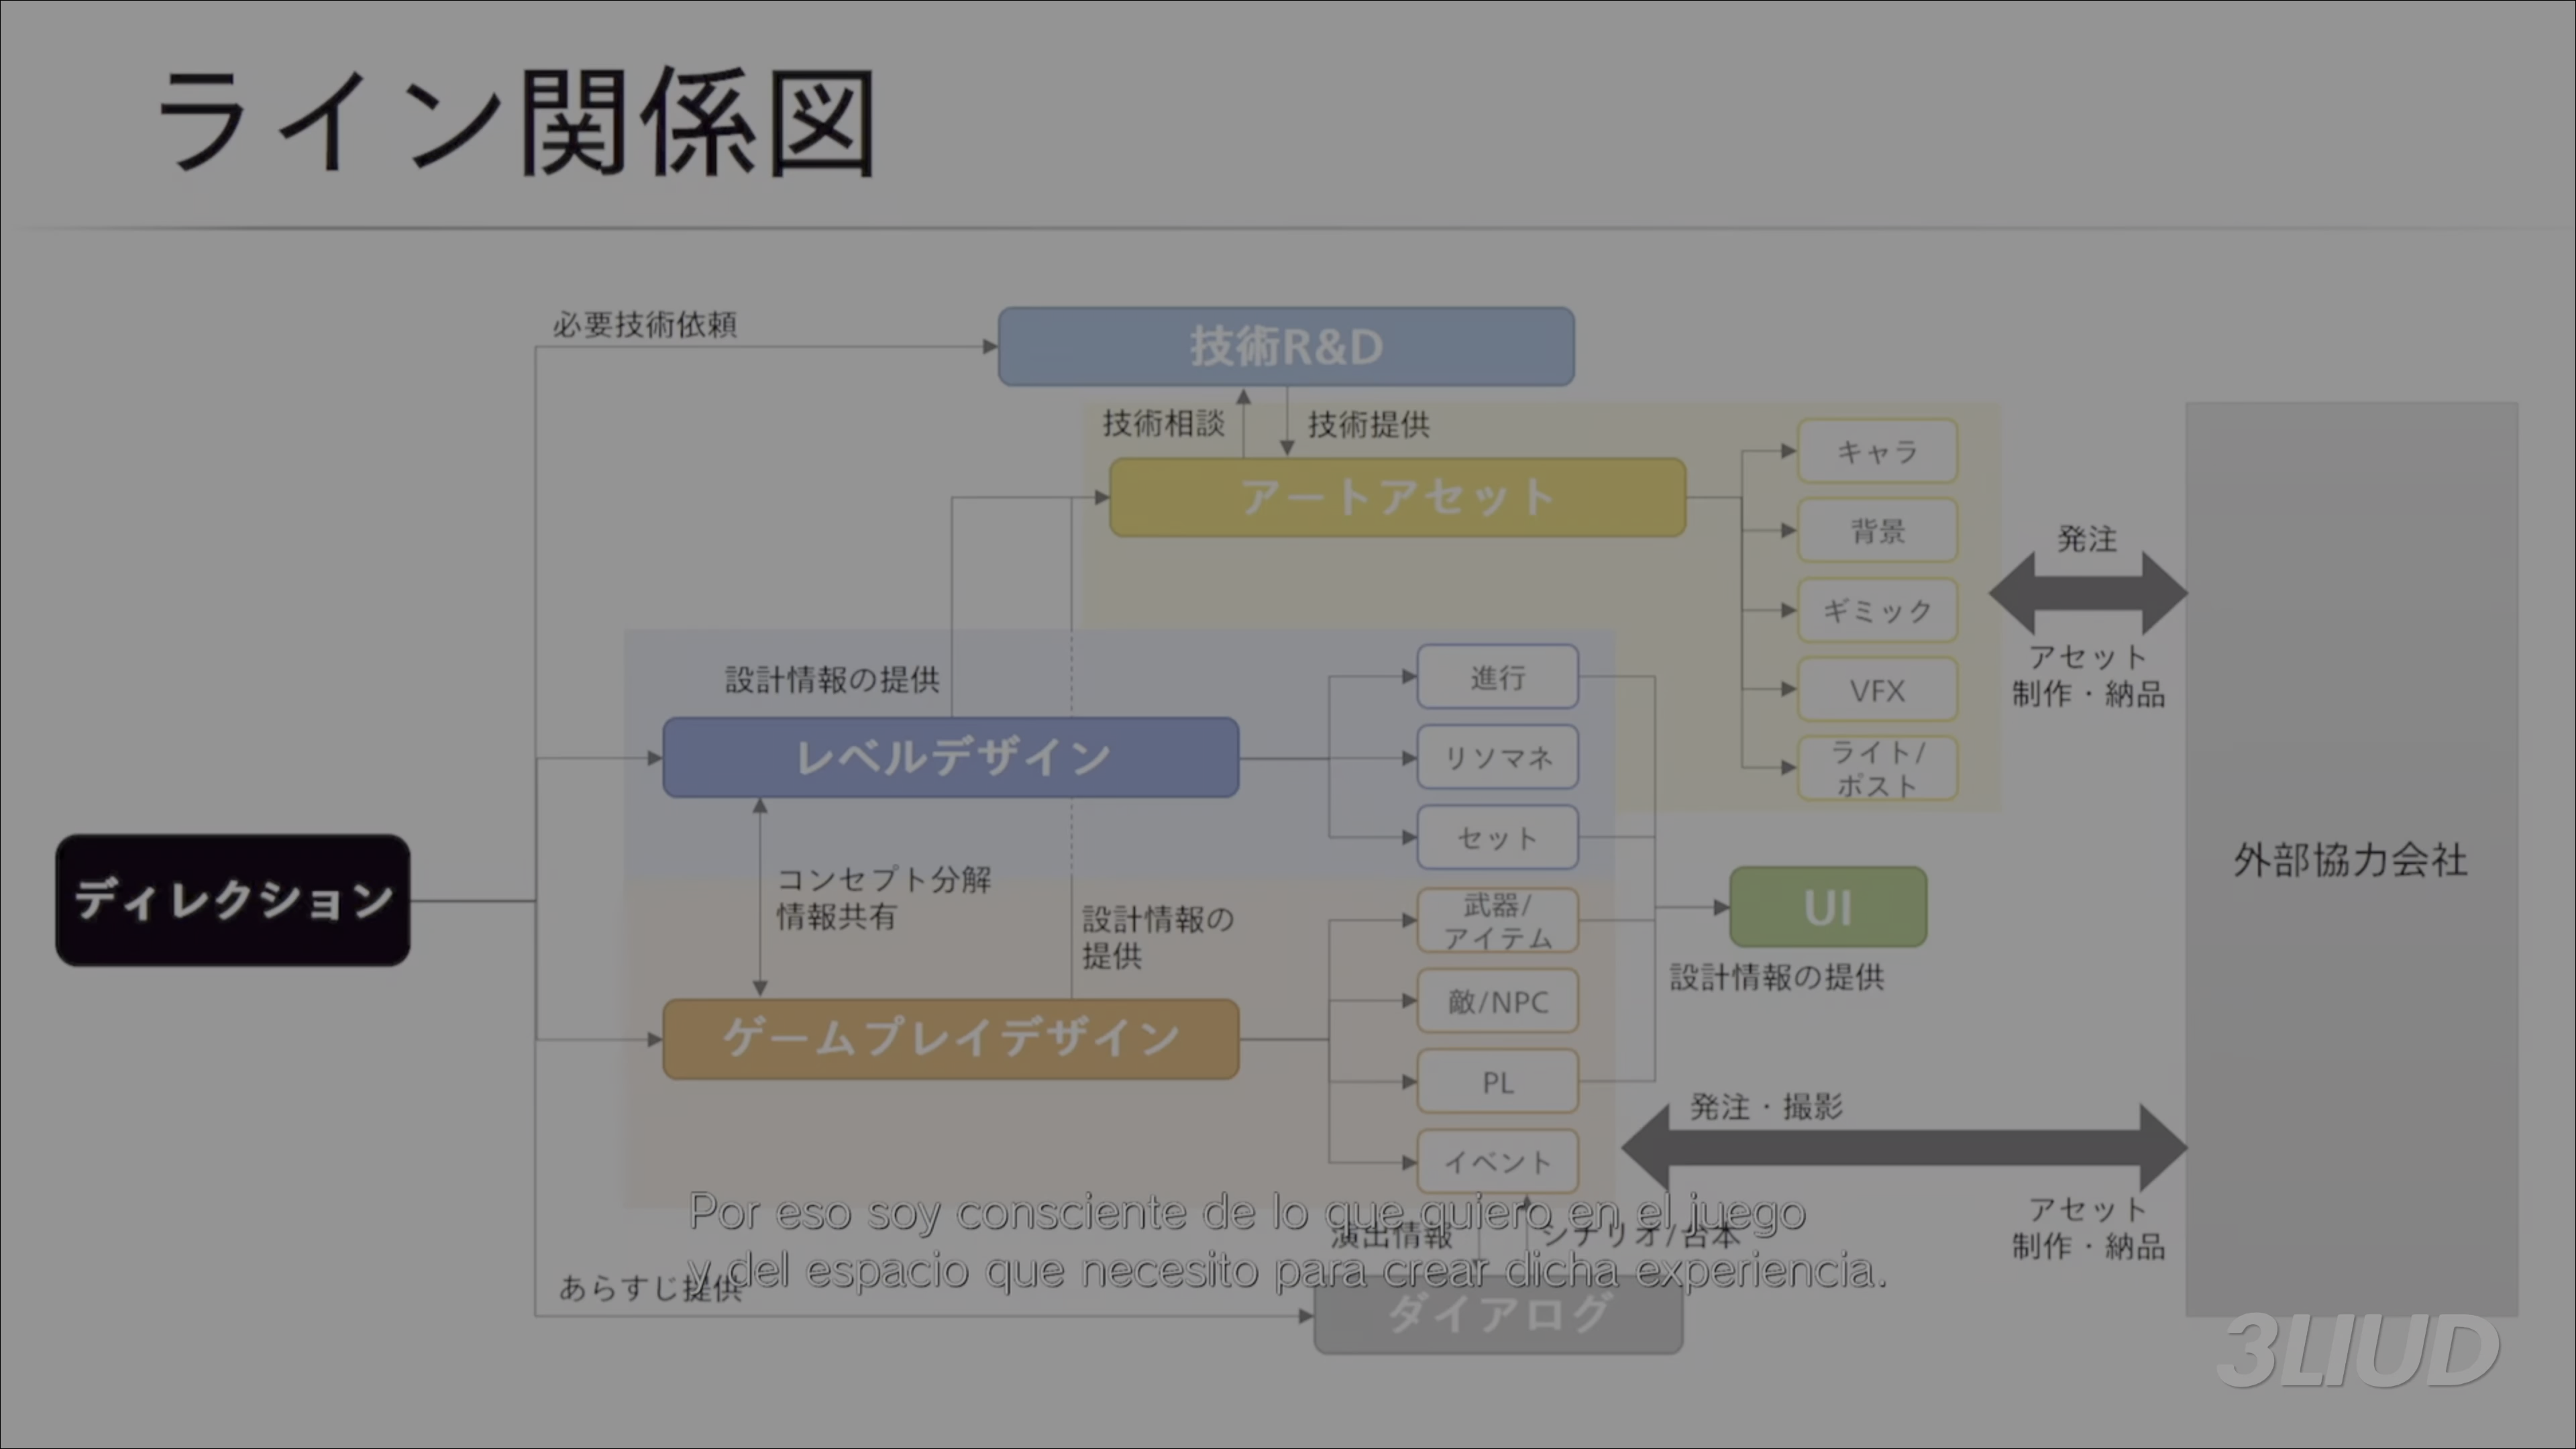 ライン関係図
必要技術依頼
技術R&D
技術相談
技術提供
アートアセット
キャラ
背景
ギミック
VFX
ライト/
ポスト
発注
アセット
制作・納品
設計情報の提供
レベルデザイン
進行
リソマネ
セット
ディレクション
コンセプト分解
情報共有
設計情報の
提供
武器/
アイテム
敵/NPC
PL
イベント
UI
設計情報の提供
外部協力会社
ゲームプレイデザイン
発注・撮影
アセット
制作・納品
演出情報
シナリオ/台本
あらすじ提供
ダイアログ
Por eso soy consciente de lo que quiero en el juego
y del espacio que necesito para crear dicha experiencia.
3LIUD